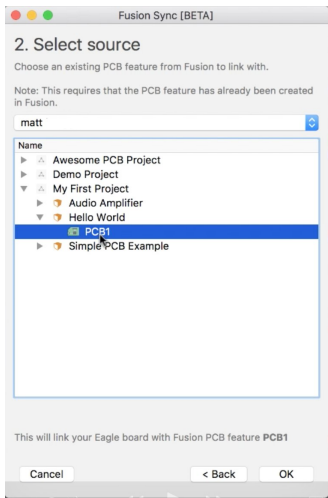 Fusion Sync [BETA]
2. Select source
Choose an existing PCB feature from Fusion to link with.
Note: This requires that the PCB feature has already been created
in Fusion.
matt
Name
Awesome PCB Project
Demo Project
My First Project
Audio Amplifier
Hello World
PCB1
Simple PCB Example
This will link your Eagle board with Fusion PCB feature PCB1
Cancel
< Back
OK